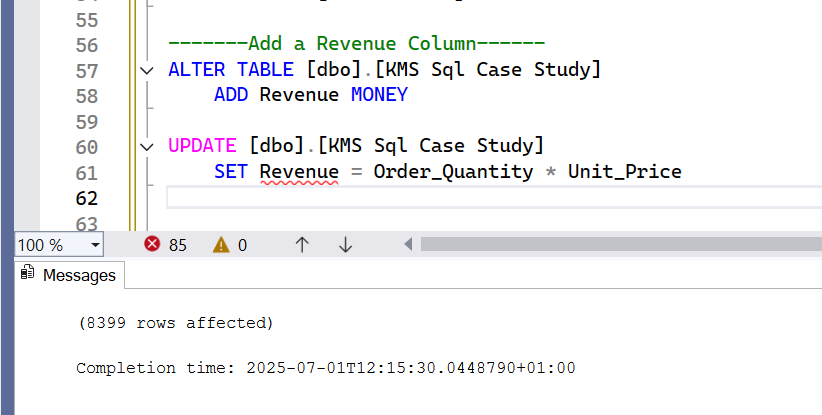 55
56 -------Add a Revenue Column------
57 ALTER TABLE [dbo].[KMS Sql Case Study]
58 ADD Revenue MONEY
59
60 UPDATE [dbo].[KMS Sql Case Study]
61 SET Revenue = Order_Quantity * Unit_Price
62
63
100 % 85 0
Messages
(8399 rows affected)
Completion time: 2025-07-01T12:15:30.0448790+01:00